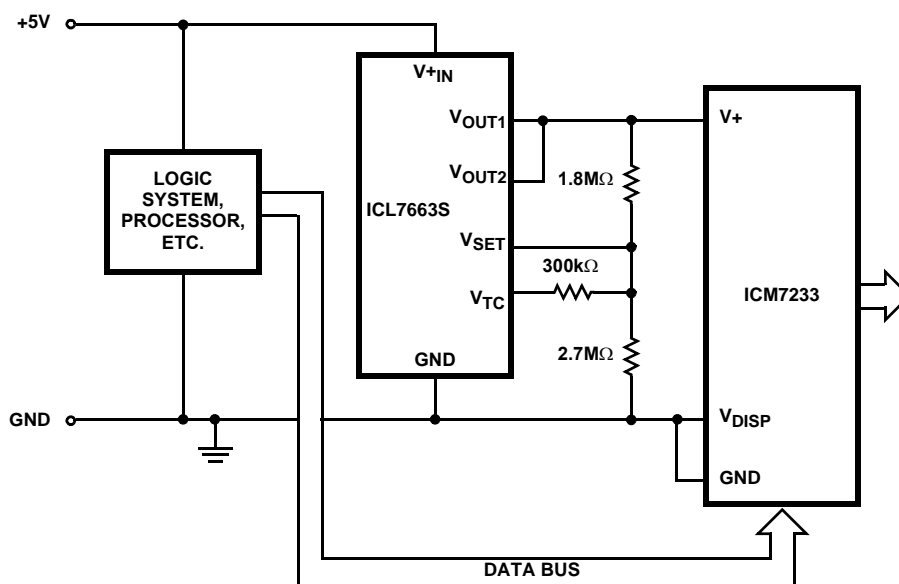 +5V
V+IN
VOUT1
VOUT2
ICL7663S
VSET
VTC
GND
LOGIC
SYSTEM,
PROCESSOR,
ETC.
1.8MΩ
300kΩ
2.7MΩ
V+
ICM7233
VDISP
GND
GND
DATA BUS